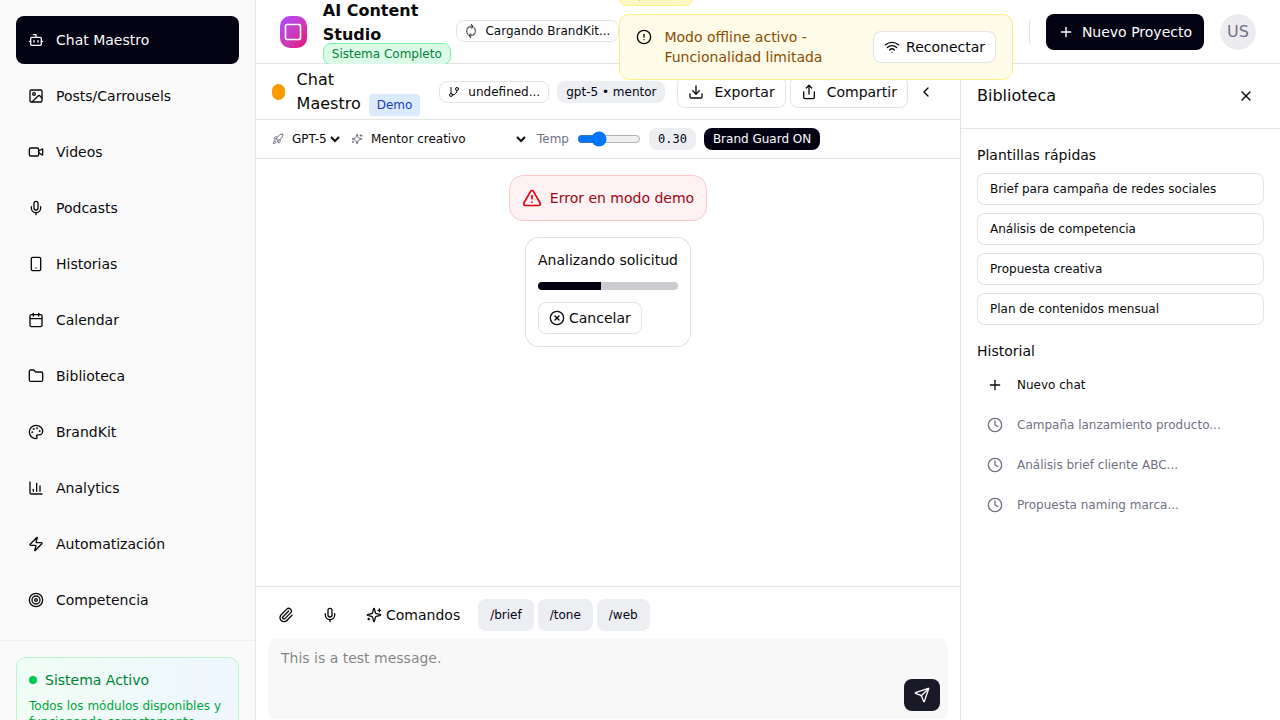 Chat Maestro
Posts/Carrousels
Videos
Podcasts
Historias
Calendar
Biblioteca
BrandKit
Analytics
Automatización
Competencia
Sistema Activo
Todos los módulos disponibles y
funcionando correctamente
AI Content
Studio
Sistema Completo
Cargando BrandKit...
Modo offline activo -
Funcionalidad limitada
Reconectar
Nuevo Proyecto
US
Chat
Maestro
Demo
undefined...
gpt-5 • mentor
Exportar
Compartir
GPT-5
Mentor creativo
Temp
0.30
Brand Guard ON
Error en modo demo
Analizando solicitud
Cancelar
Comandos
/brief
/tone
/web
This is a test message.
Biblioteca
Plantillas rápidas
Brief para campaña de redes sociales
Análisis de competencia
Propuesta creativa
Plan de contenidos mensual
Historial
Nuevo chat
Campaña lanzamiento producto...
Análisis brief cliente ABC...
Propuesta naming marca...